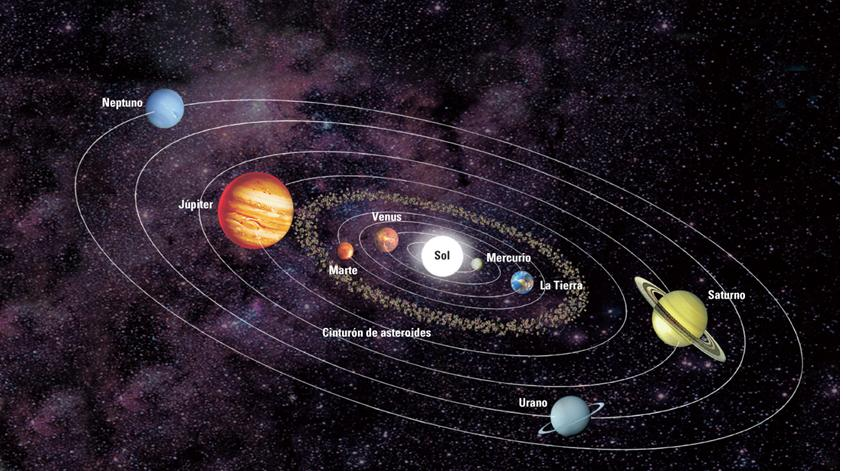 Neptuno
Júpiter
Venus
Sol
Mercurio
Marte
La Tierra
Saturno
Cinturón de asteroides
Urano